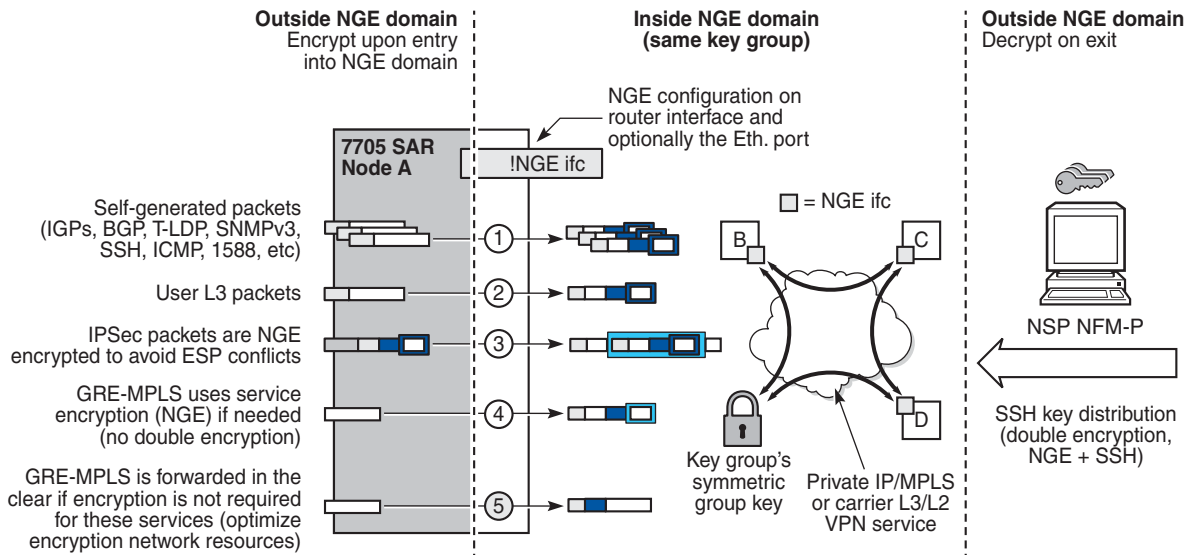 Outside NGE domain
Encrypt upon entry
into NGE domain
Inside NGE domain
(same key group)
Outside NGE domain
Decrypt on exit
NGE configuration on
router interface and
optionally the Eth. port
7705 SAR
Node A
!NGE ifc
= NGE ifc
Self-generated packets
(IGPs, BGP, T-LDP, SNMPv3,
SSH, ICMP, 1588, etc)
1
User L3 packets
2
IPSec packets are NGE
encrypted to avoid ESP conflicts
3
GRE-MPLS uses service
encryption (NGE) if needed
(no double encryption)
4
GRE-MPLS is forwarded in the
clear if encryption is not required
for these services (optimize
encryption network resources)
5
B
C
D
Key group's
symmetric
group key
Private IP/MPLS
or carrier L3/L2
VPN service
NSP NFM-P
SSH key distribution
(double encryption,
NGE + SSH)